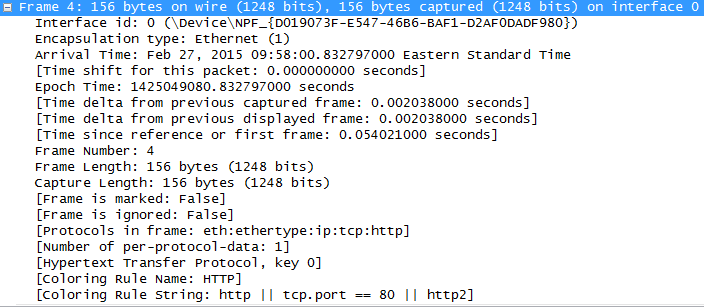 Frame 4: 156 bytes on wire (1248 bits), 156 bytes captured (1248 bits) on interface 0
Interface id: 0 (\Device\NPF_{D019073F-E547-46B6-BAF1-D2AF0DADF980})
Encapsulation type: Ethernet (1)
Arrival Time: Feb 27, 2015 09:58:00.832797000 Eastern Standard Time
[Time shift for this packet: 0.000000000 seconds]
Epoch Time: 1425049080.832797000 seconds
[Time delta from previous captured frame: 0.002038000 seconds]
[Time delta from previous displayed frame: 0.002038000 seconds]
[Time since reference or first frame: 0.054021000 seconds]
Frame Number: 4
Frame Length: 156 bytes (1248 bits)
Capture Length: 156 bytes (1248 bits)
[Frame is marked: False]
[Frame is ignored: False]
[Protocols in frame: eth:ethertype:ip:tcp:http]
[Number of per-protocol-data: 1]
[Hypertext Transfer Protocol, key 0]
[Coloring Rule Name: HTTP]
[Coloring Rule String: http || tcp.port == 80 || http2]